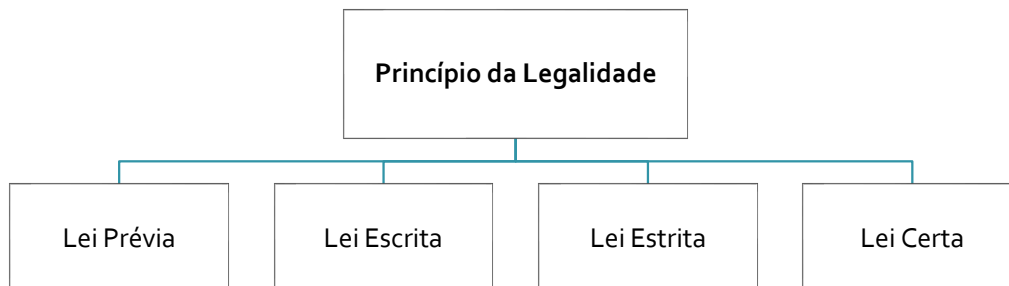 Princípio da Legalidade
Lei Prévia
Lei Escrita
Lei Estrita
Lei Certa